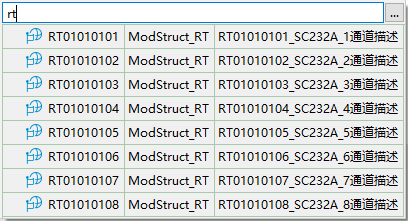 rt ...
RT01010101 ModStruct_RT RT01010101_SC232A_1通道描述
RT01010102 ModStruct_RT RT01010102_SC232A_2通道描述
RT01010103 ModStruct_RT RT01010103_SC232A_3通道描述
RT01010104 ModStruct_RT RT01010104_SC232A_4通道描述
RT01010105 ModStruct_RT RT01010105_SC232A_5通道描述
RT01010106 ModStruct_RT RT01010106_SC232A_6通道描述
RT01010107 ModStruct_RT RT01010107_SC232A_7通道描述
RT01010108 ModStruct_RT RT01010108_SC232A_8通道描述